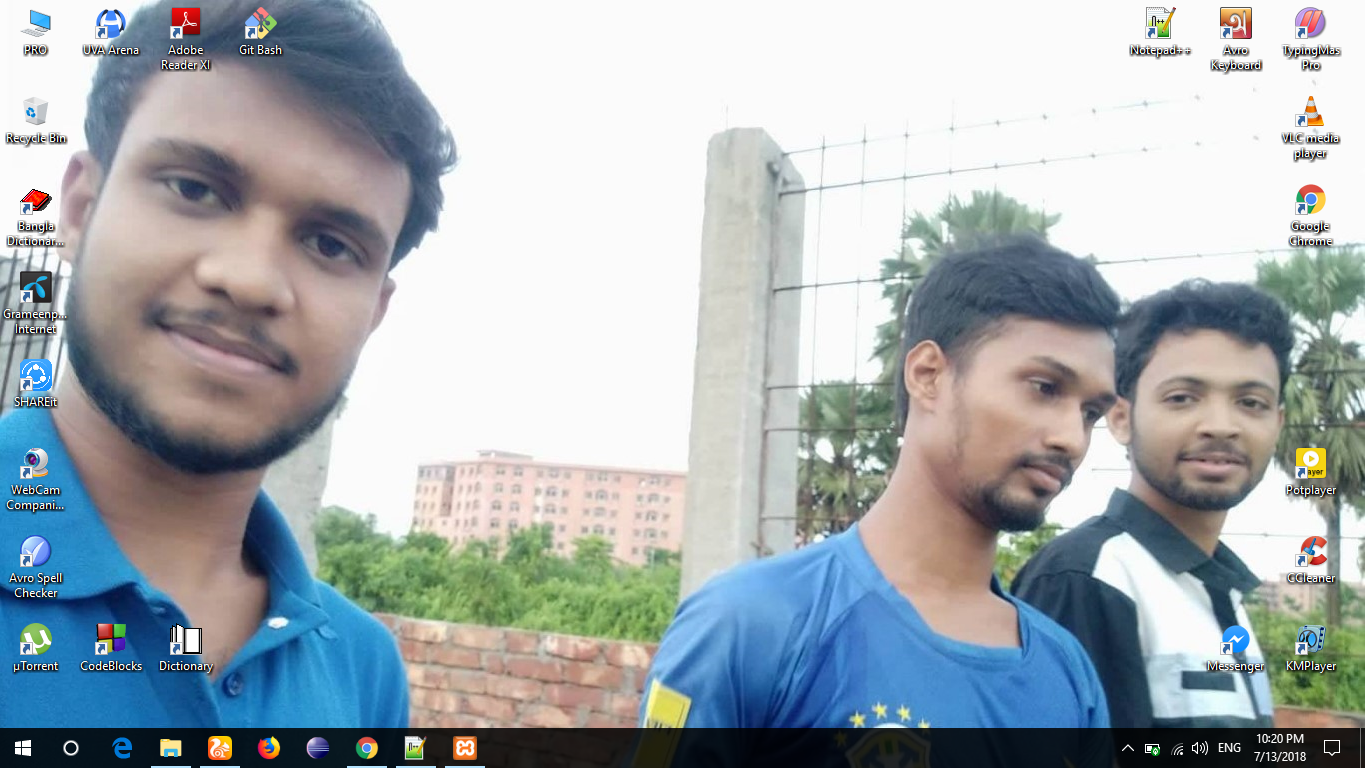 PRO
UVA Arena
Adobe
Reader XI
Git Bash
Notepad++
Avro
Keyboard
TypingMas
Pro
Recycle Bin
VLC media
player
Bangla
Dictionar...
Google
Chrome
Grameenp...
Internet
SHAREit
WebCam
Compani...
Potplayer
Avro Spell
Checker
CCleaner
µTorrent
CodeBlocks
Dictionary
Messenger
KMPlayer
ENG
10:20 PM
7/13/2018